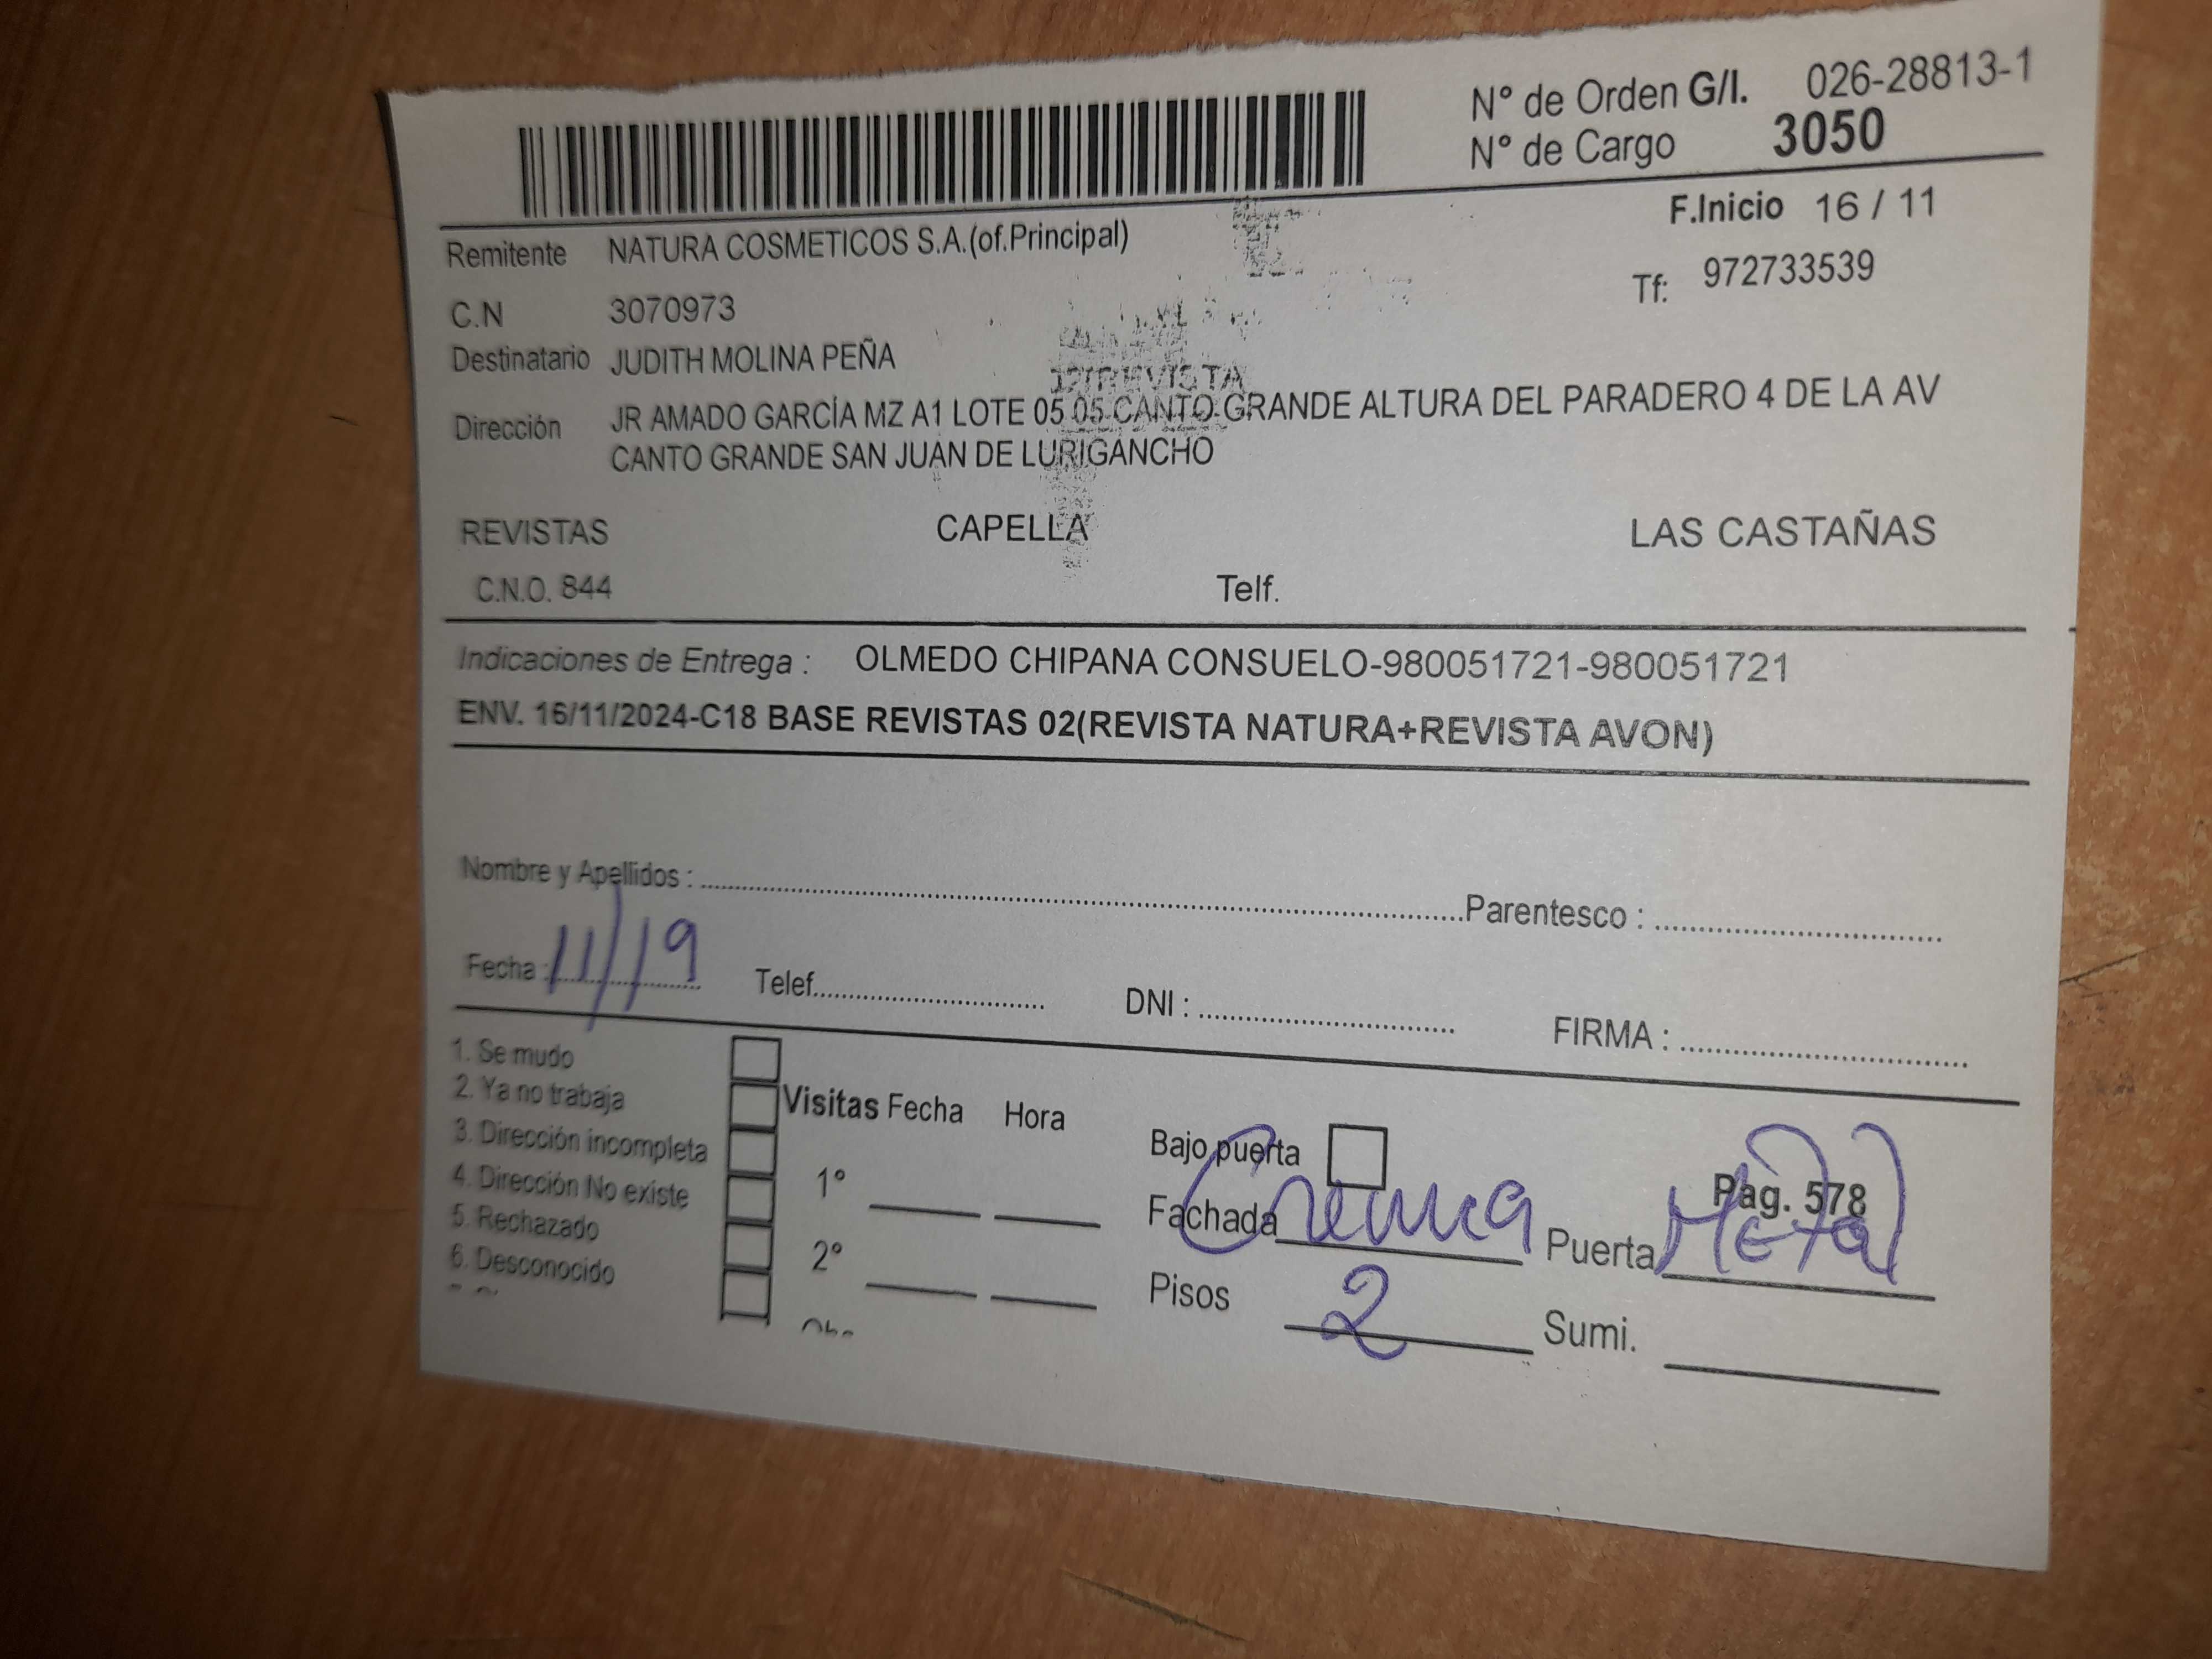 N° de Orden G/I. 026-28813-1
N° de Cargo 3050
F.Inicio 16 / 11
Remitente NATURA COSMETICOS S.A.(of.Principal)
Tf: 972733539
C.N 3070973
Destinatario JUDITH MOLINA PEÑA
Dirección JR AMADO GARCÍA MZ A1 LOTE 05 05 CANTO GRANDE ALTURA DEL PARADERO 4 DE LA AV
CANTO GRANDE SAN JUAN DE LURIGANCHO
REVISTAS CAPELLA LAS CASTAÑAS
C.N.O. 844 Telf.
Indicaciones de Entrega : OLMEDO CHIPANA CONSUELO-980051721-980051721
ENV. 16/11/2024-C18 BASE REVISTAS 02(REVISTA NATURA+REVISTA AVON)
Nombre y Apellidos : Parentesco :
Fecha : 11/19 Telef. DNI : FIRMA :
1. Se mudo
2. Ya no trabaja
3. Dirección incompleta
4. Dirección No existe
5. Rechazado
6. Desconocido
Visitas Fecha Hora
1°
2°
Bajo puerta
Pag. 578
Fachada Crema Puerta Metal
Pisos 2 Sumi.